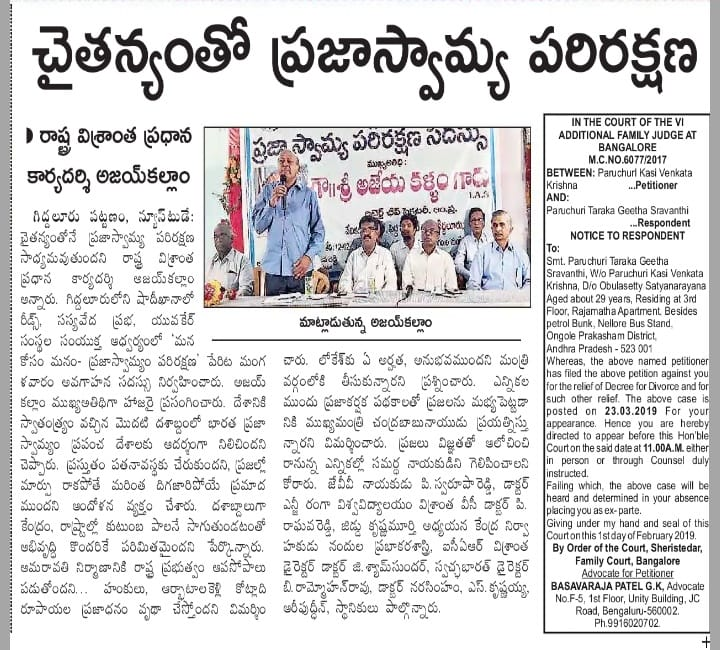 చైతన్యంతో ప్రజాస్వామ్య పరిరక్షణ
రాష్ట్ర విశ్రాంత ప్రధాన
కార్యదర్శి అజయ్‌కల్లాం
గిద్దలూరు పట్టణం, న్యూస్‌టుడే:
చైతన్యంతోనే ప్రజాస్వామ్య పరిరక్షణ
సాధ్యమవుతుందని రాష్ట్ర విశ్రాంత
ప్రధాన కార్యదర్శి అజయ్‌కల్లాం
అన్నారు. గిద్దలూరులోని షాదీఖానాలో
రీడ్స్, సస్యవేద ప్రభ, యువకేర్
సంస్థల సంయుక్త ఆధ్వర్యంలో 'మన
కోసం మనం- ప్రజాస్వామ్యం పరిరక్షణ' పేరిట మంగ
ళవారం అవగాహన సదస్సు నిర్వహించారు. అజయ్
కల్లాం ముఖ్యఅతిథిగా హాజరై ప్రసంగించారు. దేశానికి
స్వాతంత్ర్యం వచ్చిన మొదటి దశాబ్దంలో భారత ప్రజా
స్వామ్యం ప్రపంచ దేశాలకు ఆదర్శంగా నిలిచిందని
చెప్పారు. ప్రస్తుతం పతనావస్థకు చేరుకుందని, ప్రజల్లో
మార్పు రాకపోతే మరింత దిగజారిపోయే ప్రమాద
ముందని ఆందోళన వ్యక్తం చేశారు. దశాబ్దాలుగా
కేంద్రం, రాష్ట్రాల్లో కుటుంబ పాలనే సాగుతుండటంతో
అభివృద్ధి కొందరికే పరిమితమైందని పేర్కొన్నారు.
అమరావతి నిర్మాణానికి రాష్ట్ర ప్రభుత్వం ఆపసోపాలు
పడుతోందని... హంకులు, ఆర్భాటాలకెళ్లి కోట్లాది
రూపాయల ప్రజాదనం వృథా చేస్తోందని విమర్శిం
ప్రజాస్వామ్య పరిరక్షణ సదస్సు
ముఖ్యఅతిథి:
గా॥శ్రీ అజేయ కళ్లం గారు
I.A.S
మాట్లాడుతున్న అజయ్‌కల్లాం
చారు. లోకేశ్‌కు ఏ అర్హత, అనుభవముందని మంత్రి
వర్గంలోకి తీసుకున్నారని ప్రశ్నించారు. ఎన్నికల
ముందు ప్రజాకర్షక పథకాలతో ప్రజలను మభ్యపెట్టడా
నికి ముఖ్యమంత్రి చంద్రబాబునాయుడు ప్రయత్నిస్తు
న్నారని విమర్శించారు. ప్రజలు విజ్ఞతతో ఆలోచించి
రానున్న ఎన్నికల్లో సమర్థ నాయకుడిని గెలిపించాలని
కోరారు. జేవీవీ నాయకుడు పి.స్వరూపారెడ్డి, డాక్టర్
ఎన్జీ రంగా విశ్వవిద్యాలయం విశ్రాంత వీసీ డాక్టర్ పి.
రాఘవరెడ్డి, జిడ్డు కృష్ణమూర్తి అధ్యయన కేంద్ర నిర్వా
హకుడు నందుల ప్రభాకరశాస్త్రి, ఐసీఏఆర్ విశ్రాంత
డైరెక్టర్ డాక్టర్ జి.శ్యామ్‌సుందర్, స్వచ్ఛభారత్ డైరెక్టర్
బి.రామ్మోహన్‌రావు, డాక్టర్ నరసింహం, ఎస్.కృష్ణయ్య,
అరీఫుద్దీన్, స్థానికులు పాల్గొన్నారు.
IN THE COURT OF THE VI
ADDITIONAL FAMILY JUDGE AT
BANGALORE
M.C.NO.6077/2017
BETWEEN: Paruchuri Kasi Venkata
Krishna ...Petitioner
AND:
Paruchuri Taraka Geetha Sravanthi
...Respondent
NOTICE TO RESPONDENT
To:
Smt. Paruchuri Taraka Geetha
Sravanthi, W/o Paruchuri Kasi Venkata
Krishna, D/o Obulasetty Satyanarayana
Aged about 29 years, Residing at 3rd
Floor, Rajamatha Apartment. Besides
petrol Bunk, Nellore Bus Stand,
Ongole Prakasham District,
Andhra Pradesh - 523 001
Whereas, the above named petitioner
has filed the above petition against you
for the relief of Decree for Divorce and for
such other relief. The above case is
posted on 23.03.2019 For your
appearance. Hence you are hereby
directed to appear before this Hon'ble
Court on the said date at 11.00A.M. either
in person or through Counsel duly
instructed.
Failing which, the above case will be
heard and determined in your absence
placing you as ex-parte.
Giving under my hand and seal of this
Court on this 1st day of February 2019.
By Order of the Court, Sheristedar,
Family Court, Bangalore
Advocate for Petitioner
BASAVARAJA PATEL G.K, Advocate
No.F-5, 1st Floor, Unity Building, JC
Road, Bengaluru-560002.
Ph.9916020702.